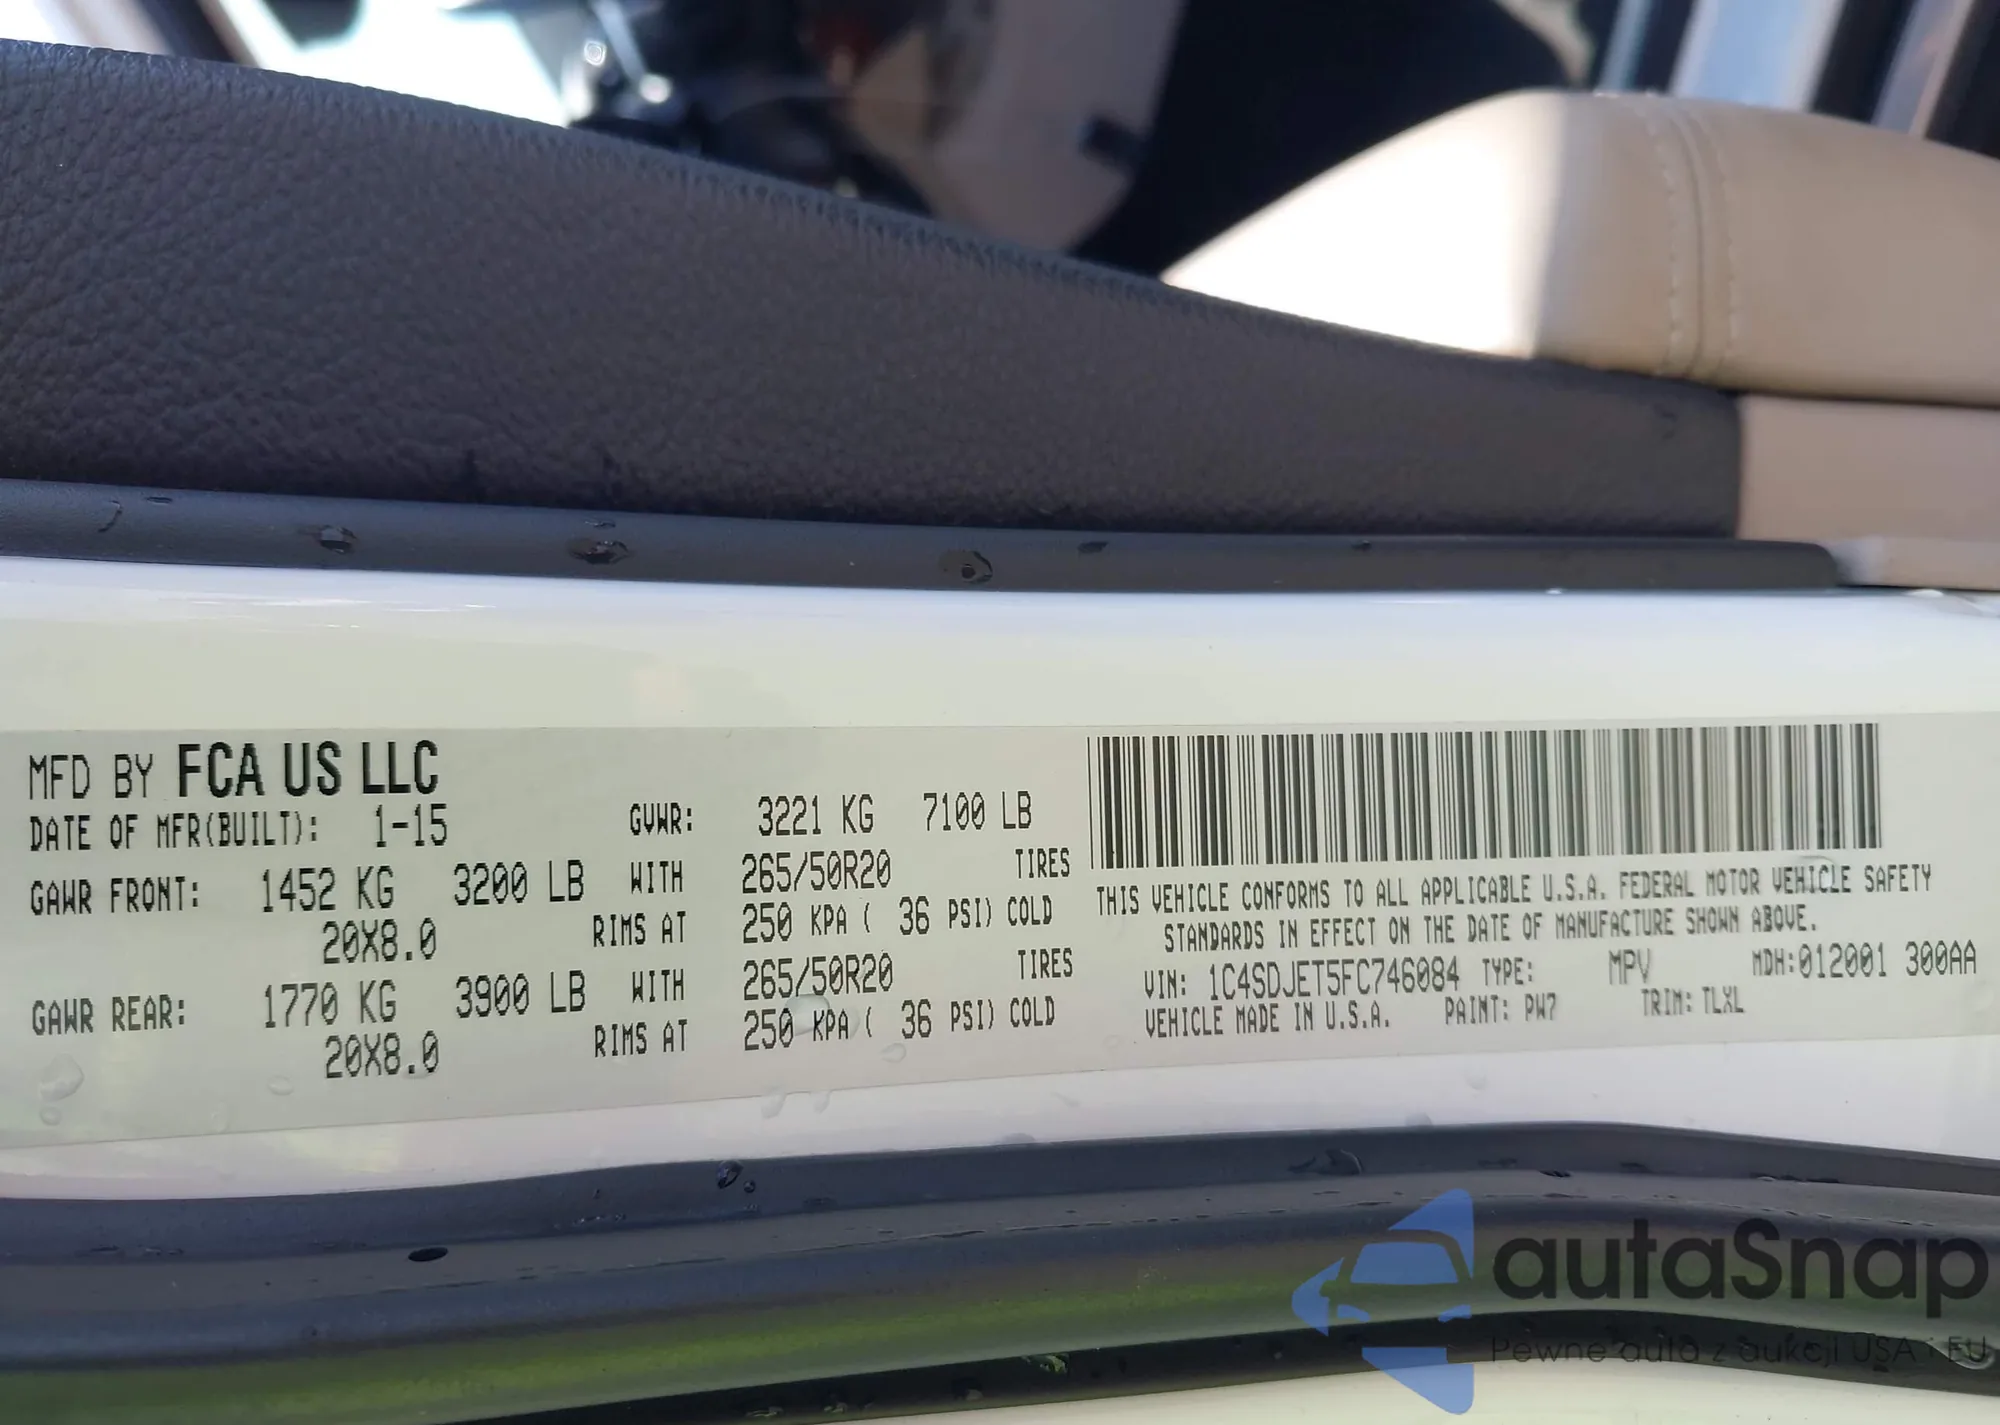 MFD BY FCA US LLC
DATE OF MFR(BUILT): 1-15 GVWR: 3221 KG 7100 LB
GAWR FRONT: 1452 KG 3200 LB WITH 265/50R20 TIRES
20X8.0 RIMS AT 250 KPA ( 36 PSI) COLD
GAWR REAR: 1770 KG 3900 LB WITH 265/50R20 TIRES
20X8.0 RIMS AT 250 KPA ( 36 PSI) COLD
THIS VEHICLE CONFORMS TO ALL APPLICABLE U.S.A. FEDERAL MOTOR VEHICLE SAFETY
STANDARDS IN EFFECT ON THE DATE OF MANUFACTURE SHOWN ABOVE.
VIN: 1C4SDJET5FC746084 TYPE: MPV MDH:012001 300AA
VEHICLE MADE IN U.S.A. PAINT: PW7 TRIM: TLXL
autaSnap
Pewne auto z aukcji USA i EU